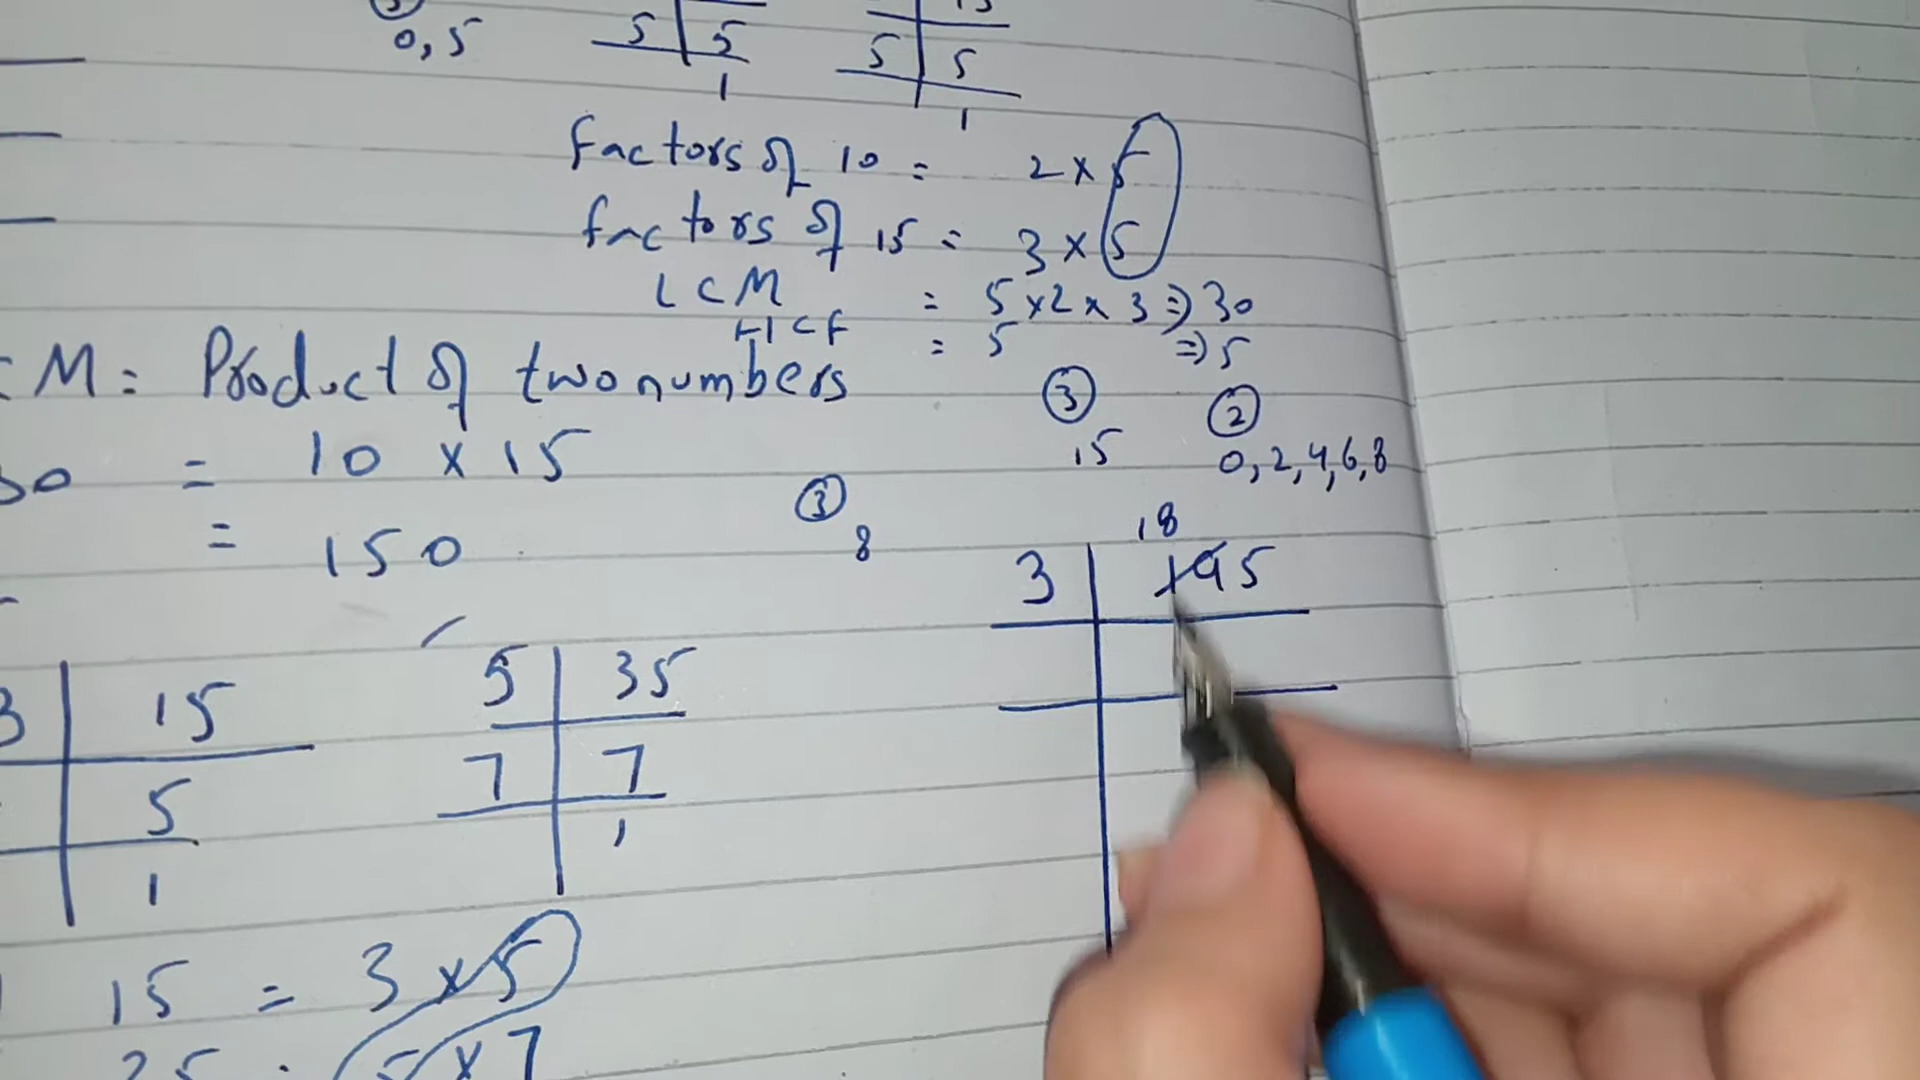 15
0, 5 5 5 5 5
1 1
factors of 10 = 2 x 5
factors of 15 = 3 x 5
LCM = 5 x 2 x 3 => 30
HCF = 5 => 5
M = Product of two numbers
3 2
15 0, 2, 4, 6, 8
= 10 x 15
= 150
3
8
18
3 195
3 15
5
1
5 35
7 7
1
15 = 3 x 5
5 x 7